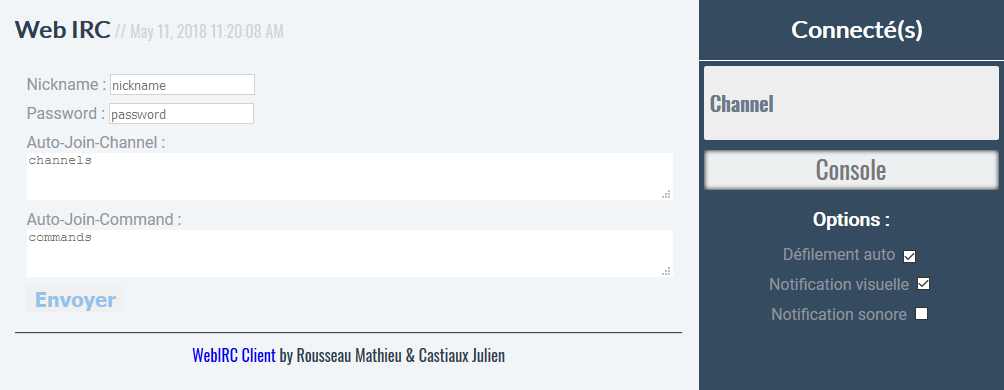 Web IRC // May 11, 2018 11:20:08 AM
Nickname : nickname
Password : password
Auto-Join-Channel :
channels
Auto-Join-Command :
commands
Envoyer
WebIRC Client by Rousseau Mathieu & Castiaux Julien
Connecté(s)
Channel
Console
Options :
Défilement auto
Notification visuelle
Notification sonore